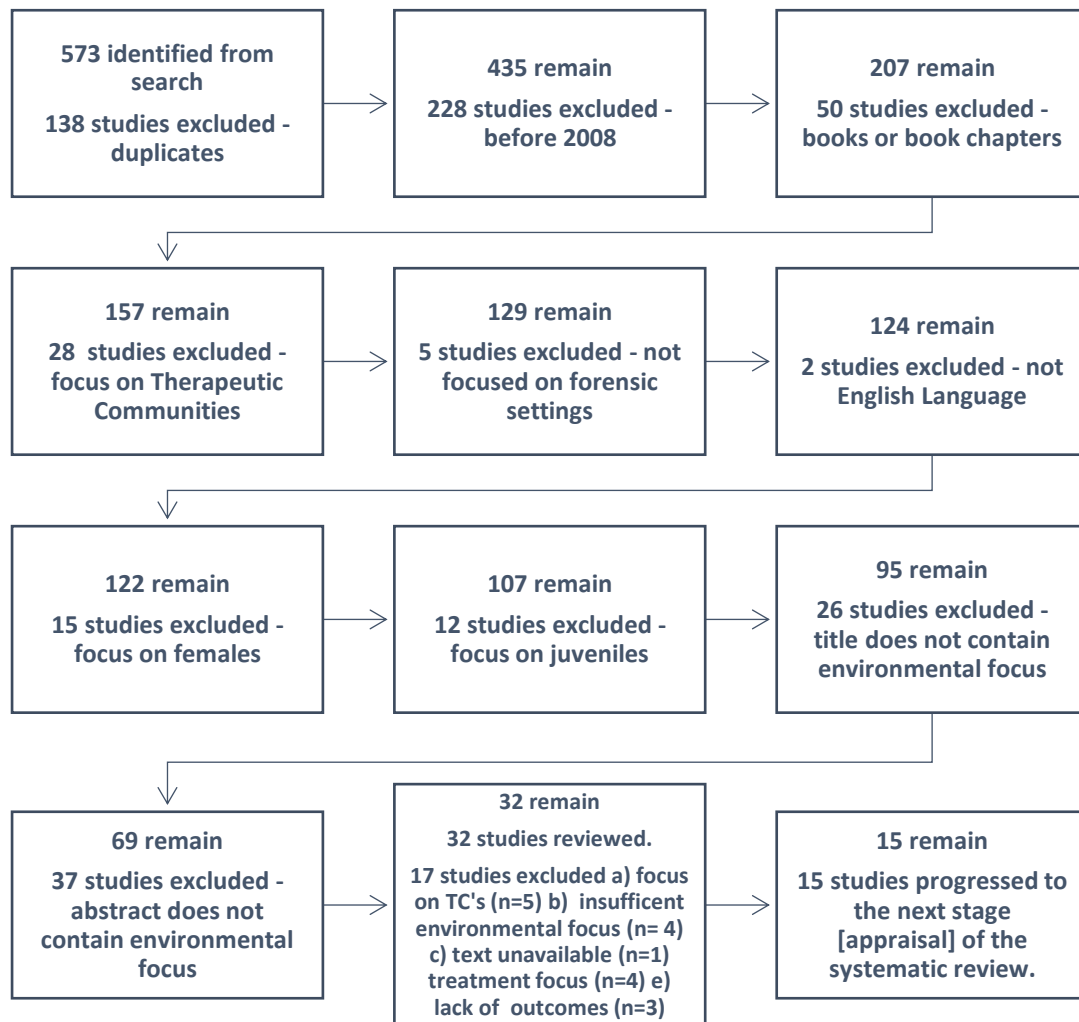 573 identified from
search
138 studies excluded -
duplicates
435 remain
228 studies excluded -
before 2008
207 remain
50 studies excluded -
books or book chapters
157 remain
28  studies excluded -
focus on Therapeutic
Communities
129 remain
5 studies excluded - not
focused on forensic
settings
124 remain
2 studies excluded - not
English Language
122 remain
15 studies excluded -
focus on females
107 remain
12 studies excluded -
focus on juveniles
95 remain
26 studies excluded -
title does not contain
environmental focus
69 remain
37 studies excluded -
abstract does not
contain environmental
focus
32 remain
32 studies reviewed.
17 studies excluded a) focus
on TC's (n=5) b)  insufficent
environmental focus (n= 4)
c) text unavailable (n=1)
treatment focus (n=4) e)
lack of  outcomes (n=3)
15 remain
15 studies progressed to
the next stage
[appraisal] of the
systematic review.